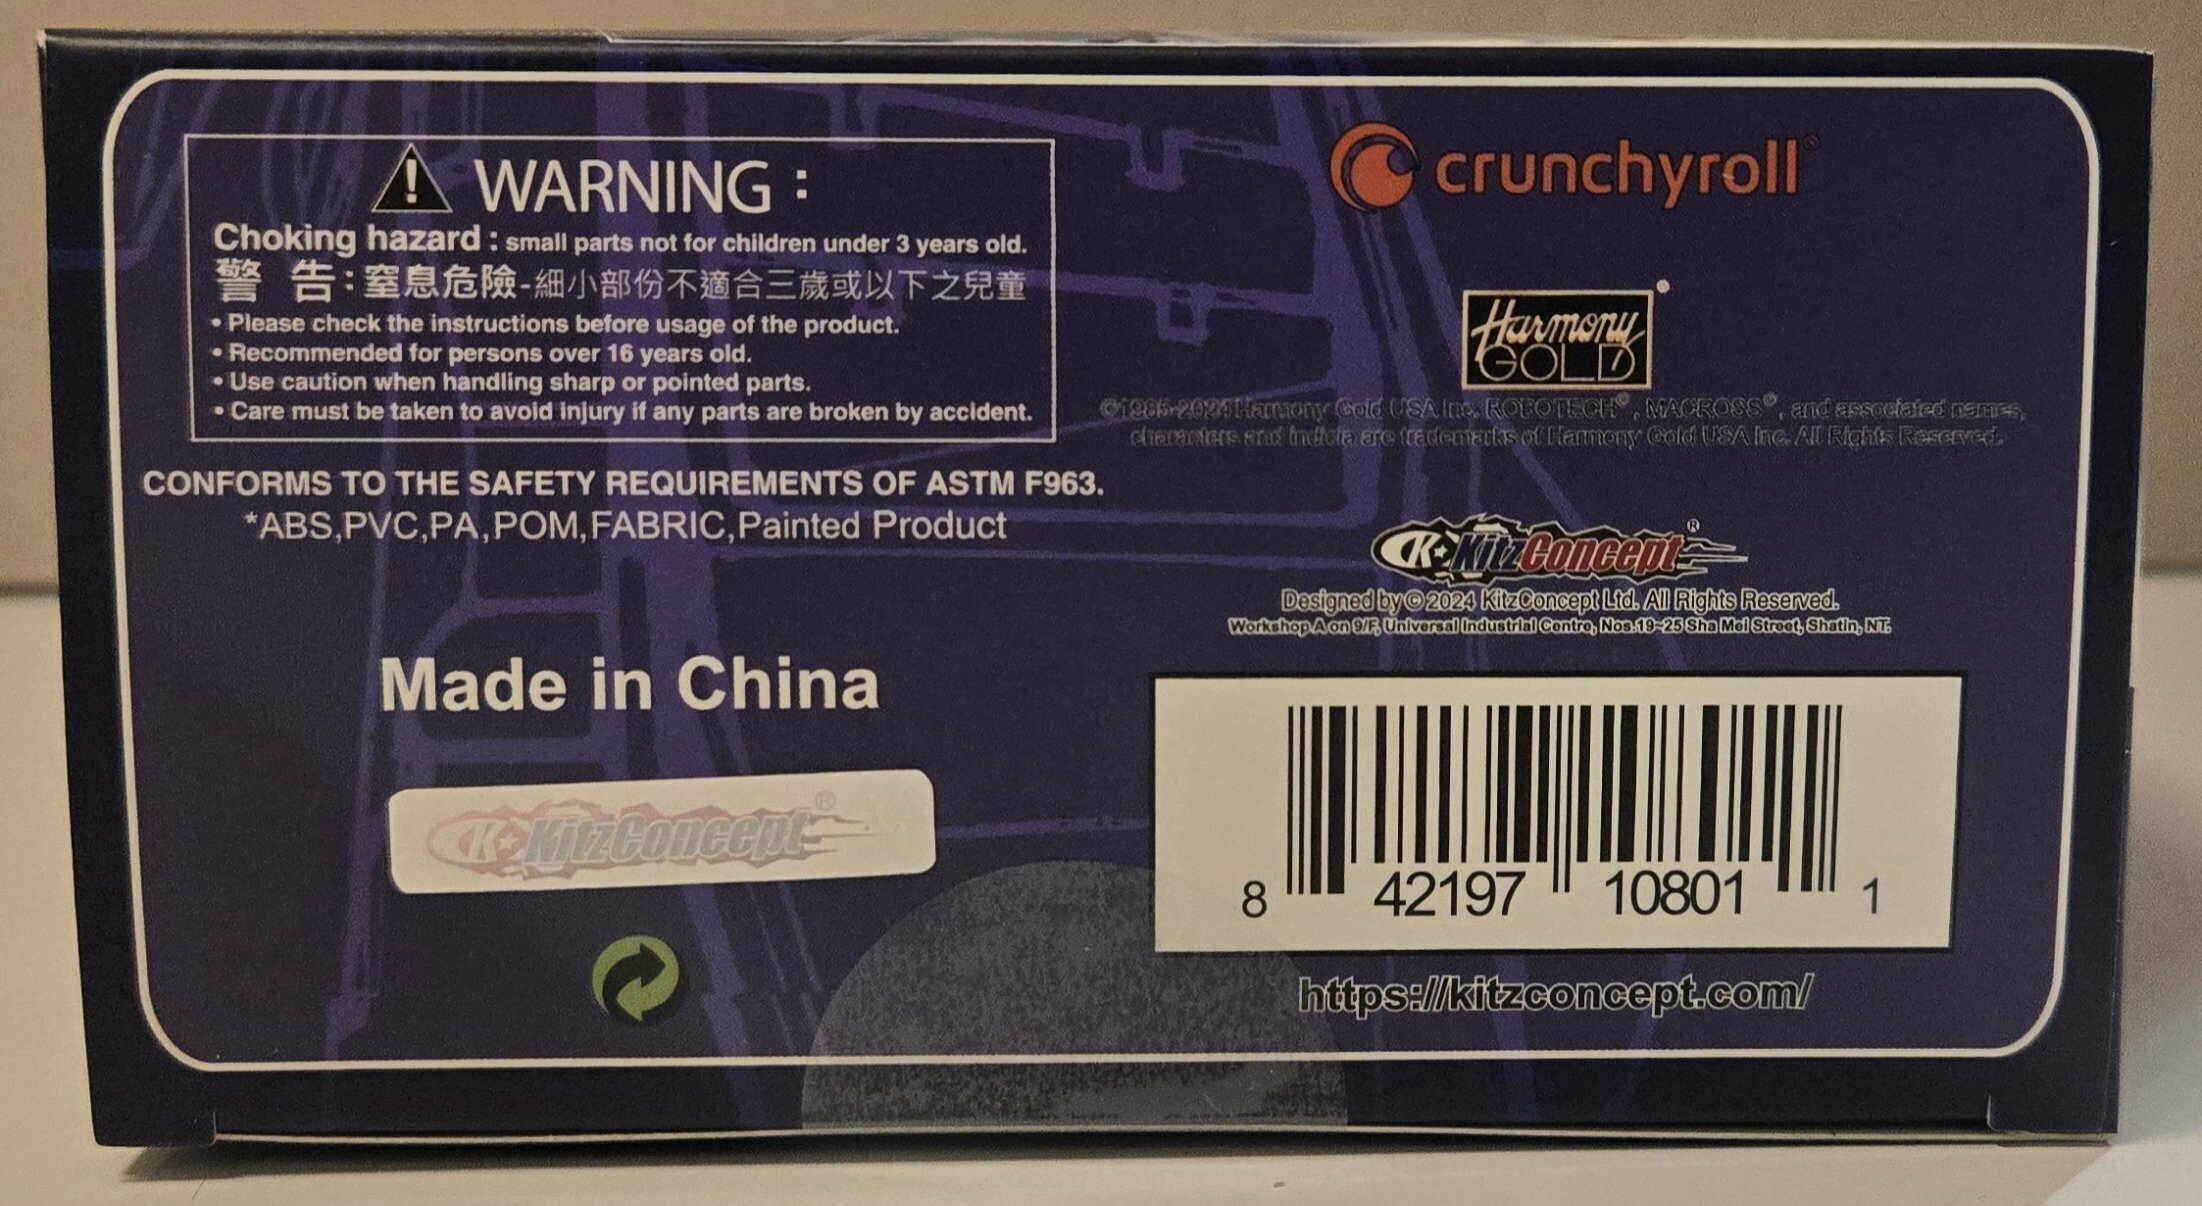 WARNING :
Choking hazard : small parts not for children under 3 years old.
警 告 : 窒息危險-細小部份不適合三歲或以下之兒童
• Please check the instructions before usage of the product.
• Recommended for persons over 16 years old.
• Use caution when handling sharp or pointed parts.
• Care must be taken to avoid injury if any parts are broken by accident.
CONFORMS TO THE SAFETY REQUIREMENTS OF ASTM F963.
*ABS,PVC,PA,POM,FABRIC,Painted Product
Made in China
K KitzConcept®
crunchyroll®
Harmony
GOLD
©1985-2024 Harmony Gold USA Inc. ROBOTECH®, MACROSS®, and associated names,
characters and indicia are trademarks of Harmony Gold USA Inc. All Rights Reserved.
K KitzConcept®
Designed by © 2024 KitzConcept Ltd. All Rights Reserved.
Workshop A on 9/F, Universal Industrial Centre, Nos.19-25 Sha Mei Street, Shatin, NT.
8 42197 10801 1
https://kitzconcept.com/